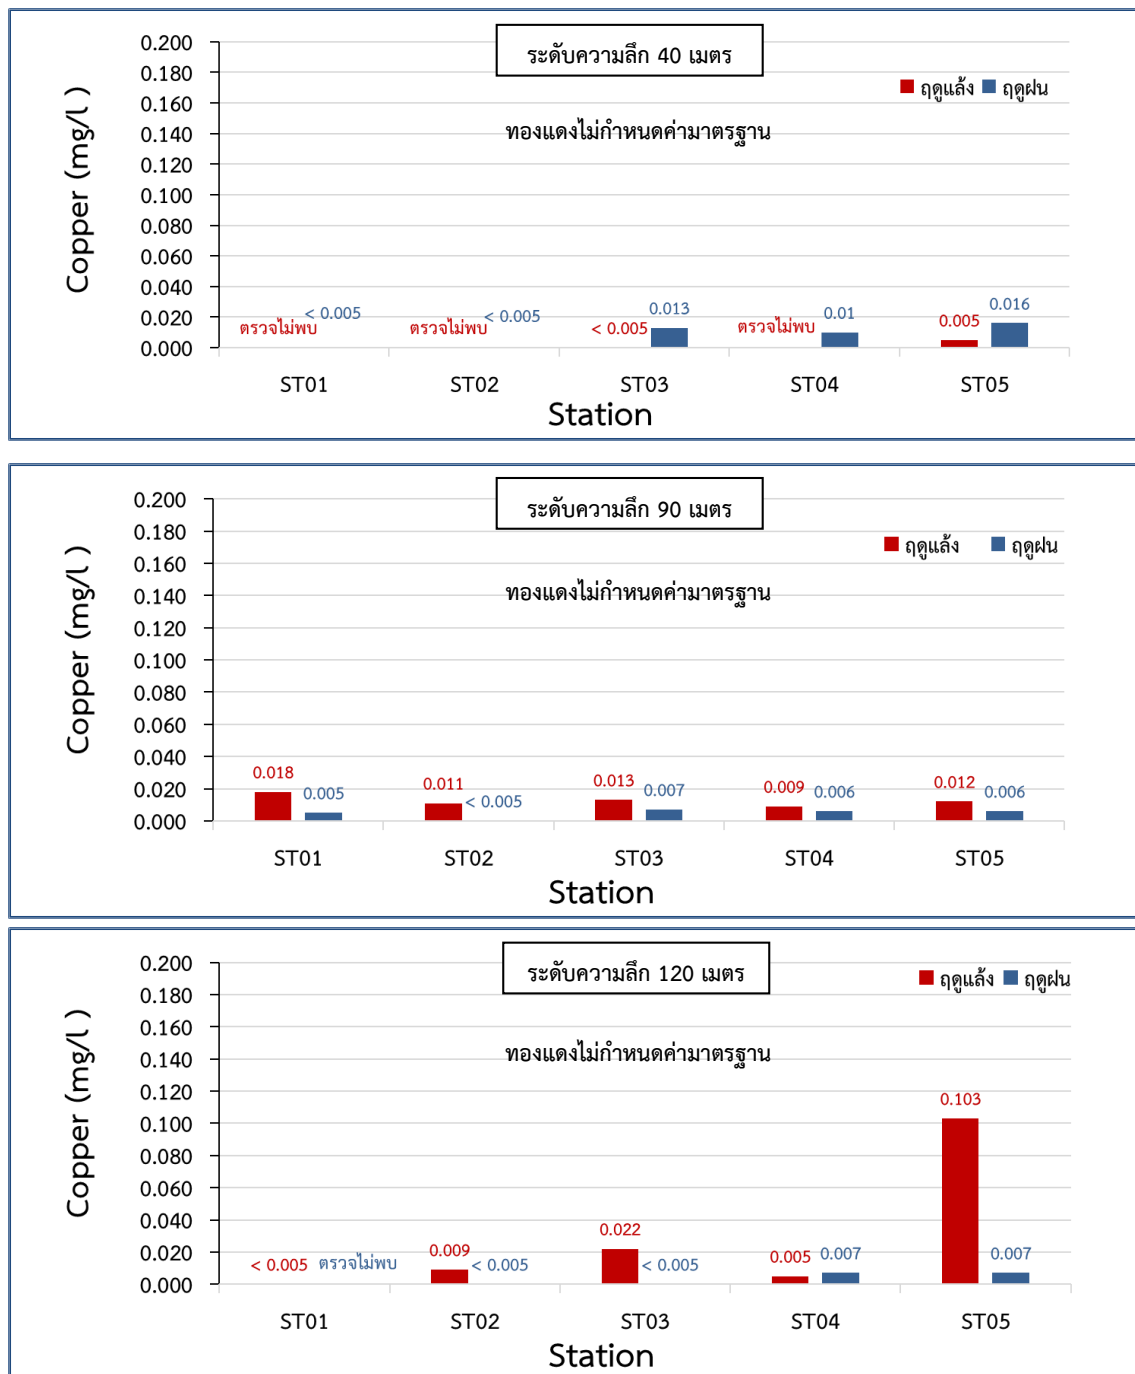 ระดับความลึก 40 เมตร
0.200
0.180
0.160
0.140
0.120
0.100
0.080
0.060
0.040
0.020
0.000
Copper (mg/l )
ฤดูแล้ง ฤดูฝน
ทองแดงไม่กำหนดค่ามาตรฐาน
ตรวจไม่พบ < 0.005 ตรวจไม่พบ < 0.005 < 0.005 0.013 ตรวจไม่พบ 0.01 0.005 0.016
ST01 ST02 ST03 ST04 ST05
Station
ระดับความลึก 90 เมตร
0.200
0.180
0.160
0.140
0.120
0.100
0.080
0.060
0.040
0.020
0.000
Copper (mg/l )
ฤดูแล้ง ฤดูฝน
ทองแดงไม่กำหนดค่ามาตรฐาน
0.018 0.005 0.011 < 0.005 0.013 0.007 0.009 0.006 0.012 0.006
ST01 ST02 ST03 ST04 ST05
Station
ระดับความลึก 120 เมตร
0.200
0.180
0.160
0.140
0.120
0.100
0.080
0.060
0.040
0.020
0.000
Copper (mg/l )
ฤดูแล้ง ฤดูฝน
ทองแดงไม่กำหนดค่ามาตรฐาน
< 0.005 ตรวจไม่พบ 0.009 < 0.005 0.022 < 0.005 0.005 0.007 0.103 0.007
ST01 ST02 ST03 ST04 ST05
Station